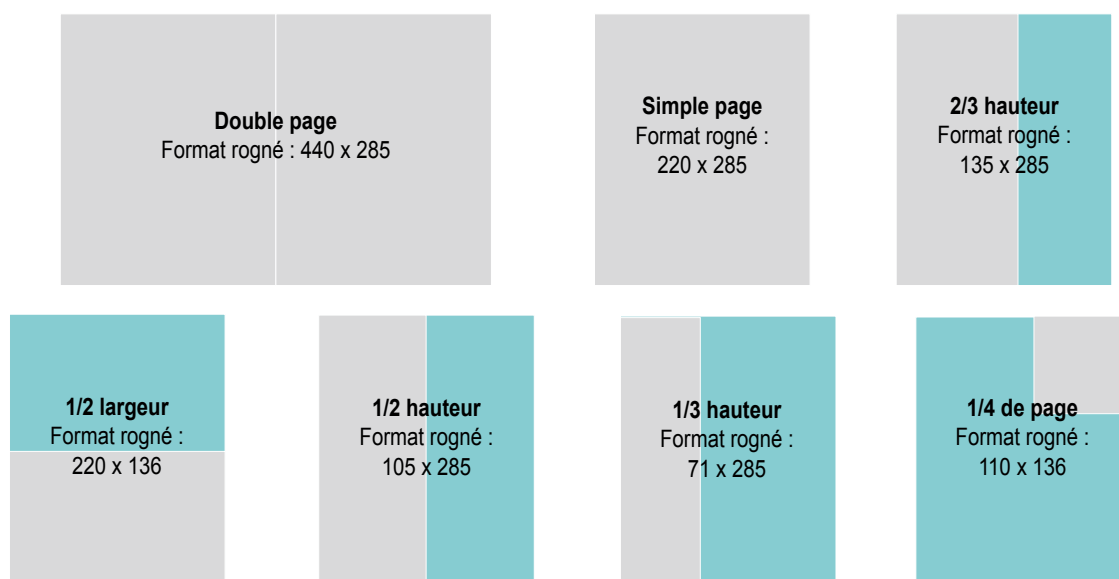 Double page
Format rogné : 440 x 285
Simple page
Format rogné :
220 x 285
2/3 hauteur
Format rogné :
135 x 285
1/2 largeur
Format rogné :
220 x 136
1/2 hauteur
Format rogné :
105 x 285
1/3 hauteur
Format rogné :
71 x 285
1/4 de page
Format rogné :
110 x 136